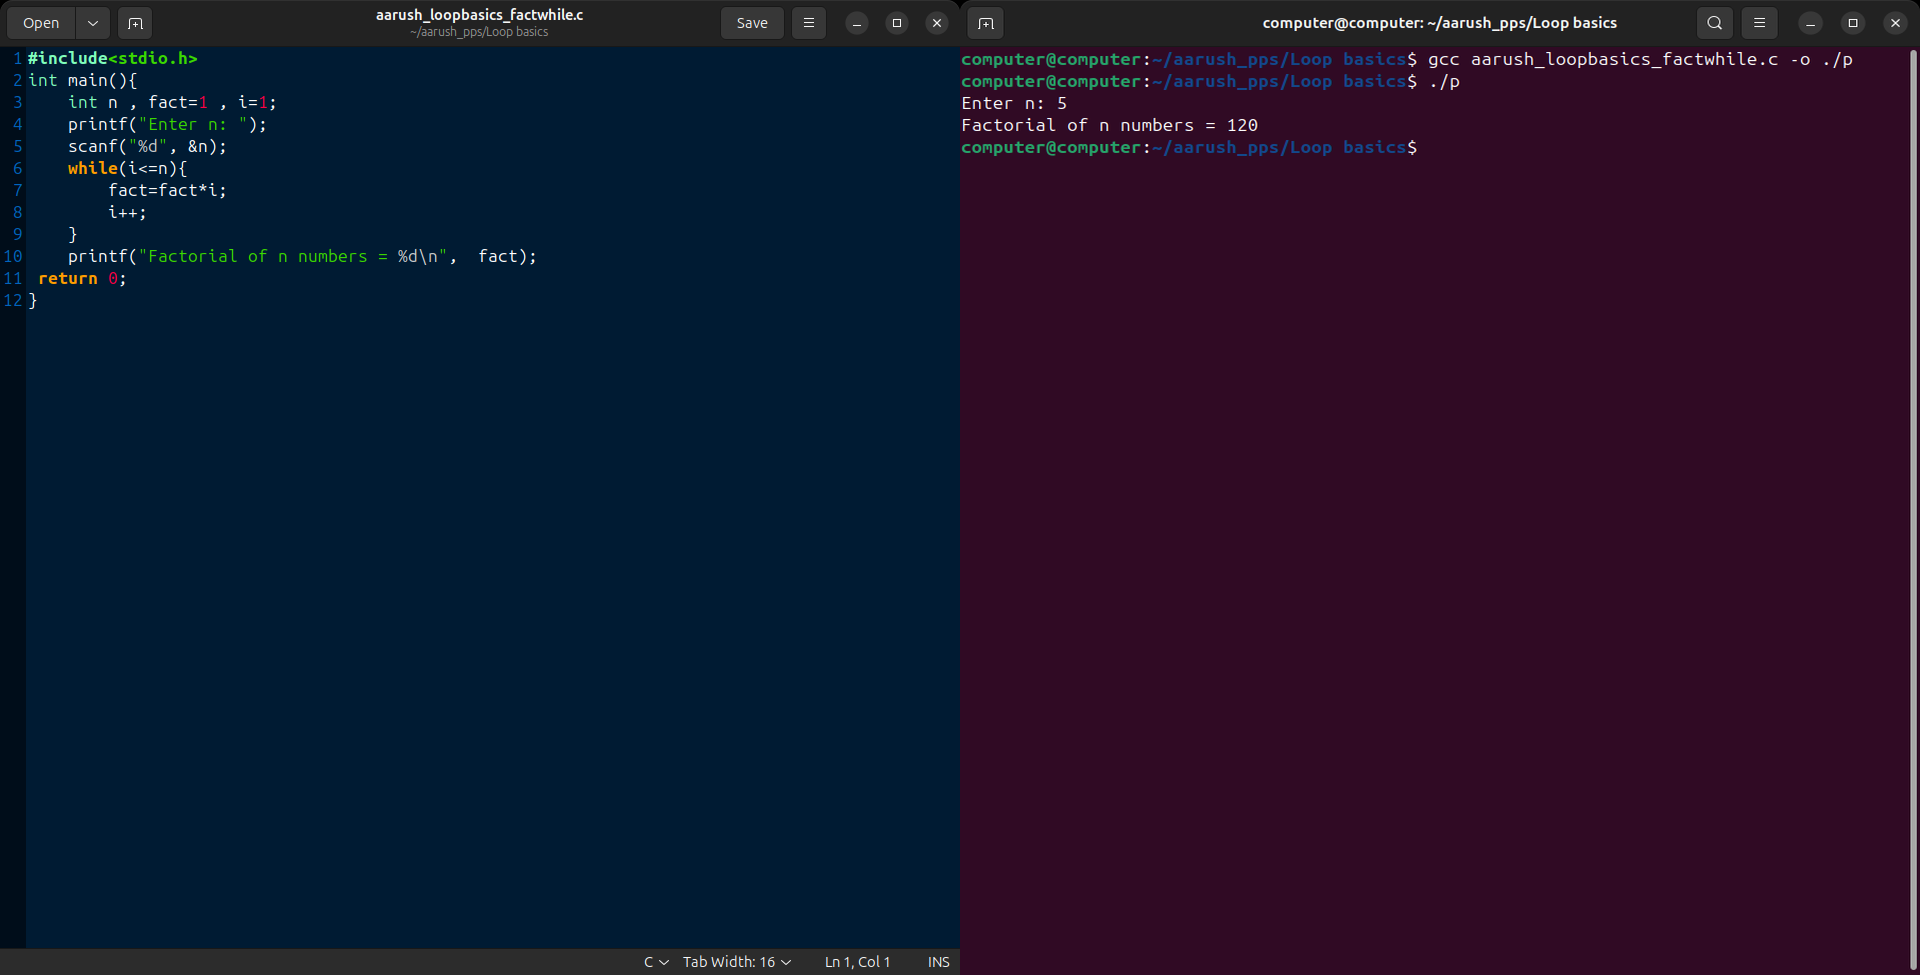 Open
aarush_loopbasics_factwhile.c
~/aarush_pps/Loop basics
Save
1 #include<stdio.h>
2 int main(){
3     int n , fact=1 , i=1;
4     printf("Enter n: ");
5     scanf("%d", &n);
6     while(i<=n){
7         fact=fact*i;
8         i++;
9     }
10     printf("Factorial of n numbers = %d\n",  fact);
11  return 0;
12 }
C Tab Width: 16 Ln 1, Col 1 INS
computer@computer: ~/aarush_pps/Loop basics
computer@computer:~/aarush_pps/Loop basics$ gcc aarush_loopbasics_factwhile.c -o ./p
computer@computer:~/aarush_pps/Loop basics$ ./p
Enter n: 5
Factorial of n numbers = 120
computer@computer:~/aarush_pps/Loop basics$